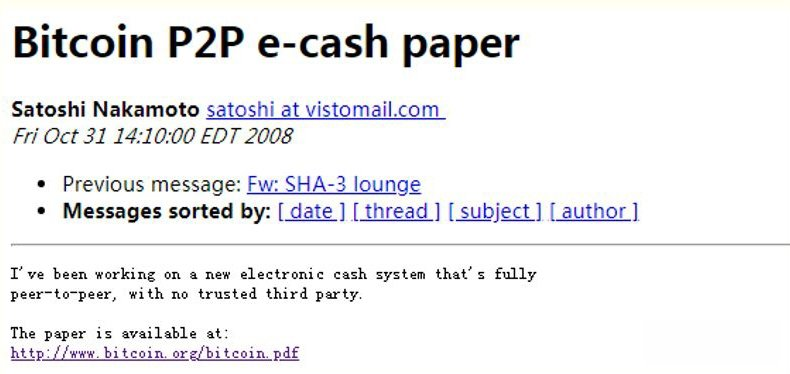 Bitcoin P2P e-cash paper
Satoshi Nakamoto satoshi at vistomail.com
Fri Oct 31 14:10:00 EDT 2008
• Previous message: Fw: SHA-3 lounge
• Messages sorted by: [ date ] [ thread ] [ subject ] [ author ]
I've been working on a new electronic cash system that's fully
peer-to-peer, with no trusted third party.
The paper is available at:
http://www.bitcoin.org/bitcoin.pdf